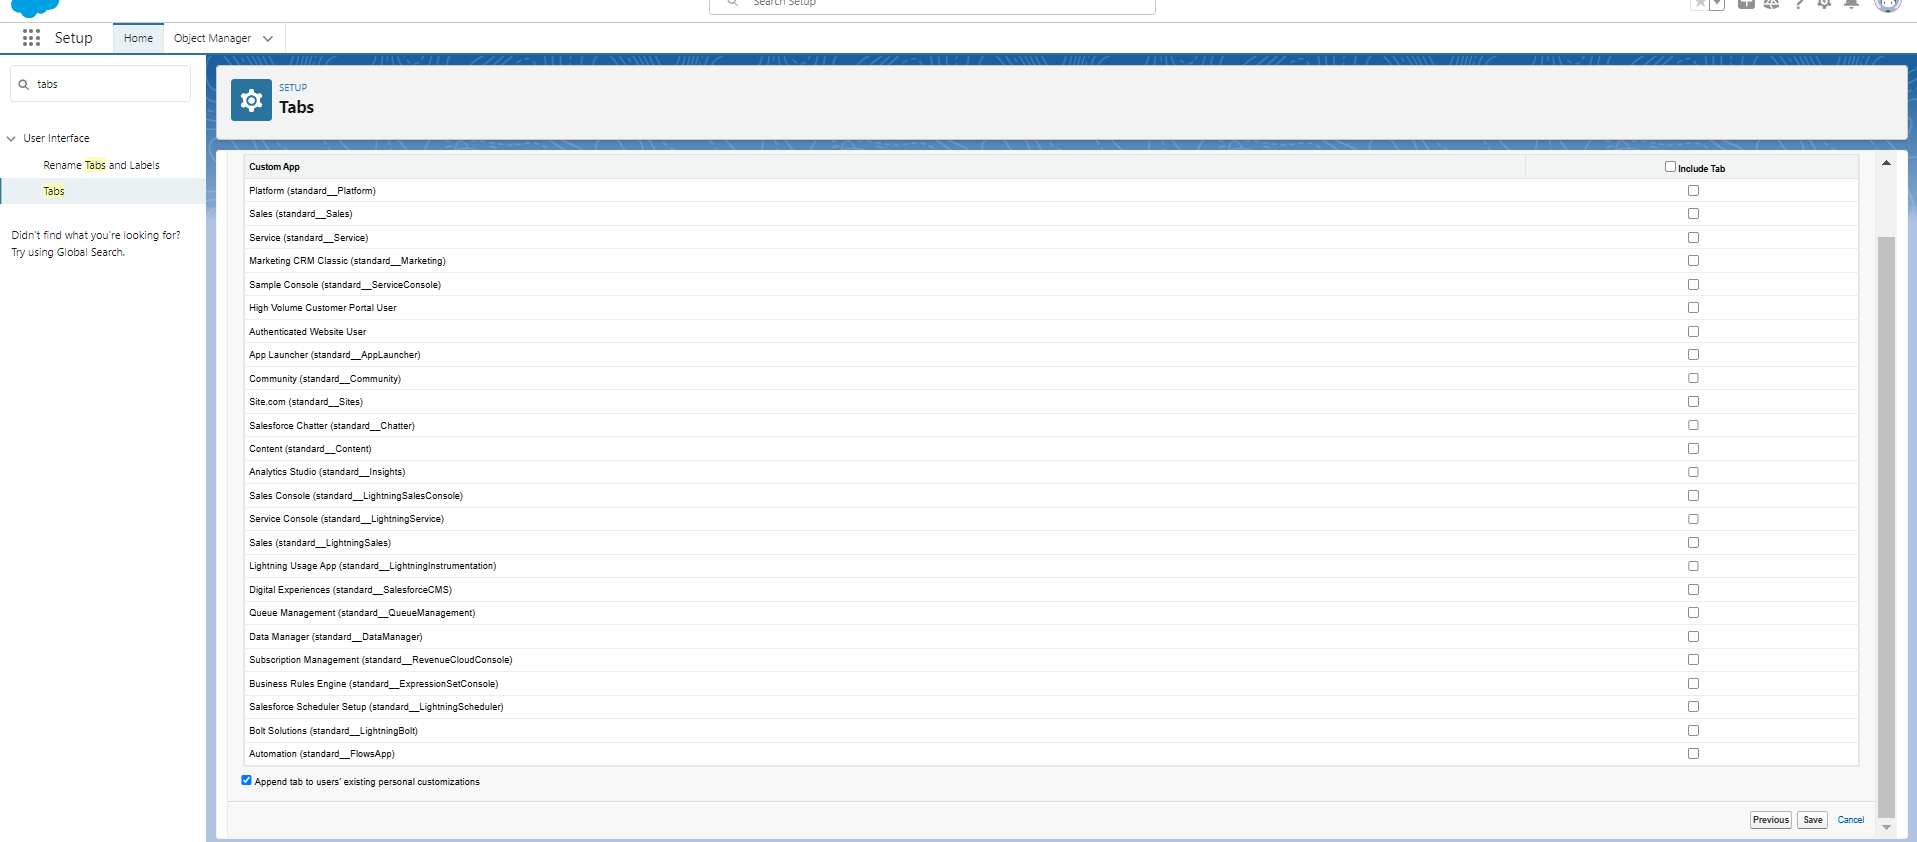 Search Setup
Setup
Home
Object Manager
tabs
User Interface
Rename Tabs and Labels
Tabs
Didn't find what you're looking for?
Try using Global Search.
SETUP
Tabs
Custom App
Include Tab
Platform (standard__Platform)
Sales (standard__Sales)
Service (standard__Service)
Marketing CRM Classic (standard__Marketing)
Sample Console (standard__ServiceConsole)
High Volume Customer Portal User
Authenticated Website User
App Launcher (standard__AppLauncher)
Community (standard__Community)
Site.com (standard__Sites)
Salesforce Chatter (standard__Chatter)
Content (standard__Content)
Analytics Studio (standard__Insights)
Sales Console (standard__LightningSalesConsole)
Service Console (standard__LightningService)
Sales (standard__LightningSales)
Lightning Usage App (standard__LightningInstrumentation)
Digital Experiences (standard__SalesforceCMS)
Queue Management (standard__QueueManagement)
Data Manager (standard__DataManager)
Subscription Management (standard__RevenueCloudConsole)
Business Rules Engine (standard__ExpressionSetConsole)
Salesforce Scheduler Setup (standard__LightningScheduler)
Bolt Solutions (standard__LightningBolt)
Automation (standard__FlowsApp)
Append tab to users' existing personal customizations
Previous
Save
Cancel